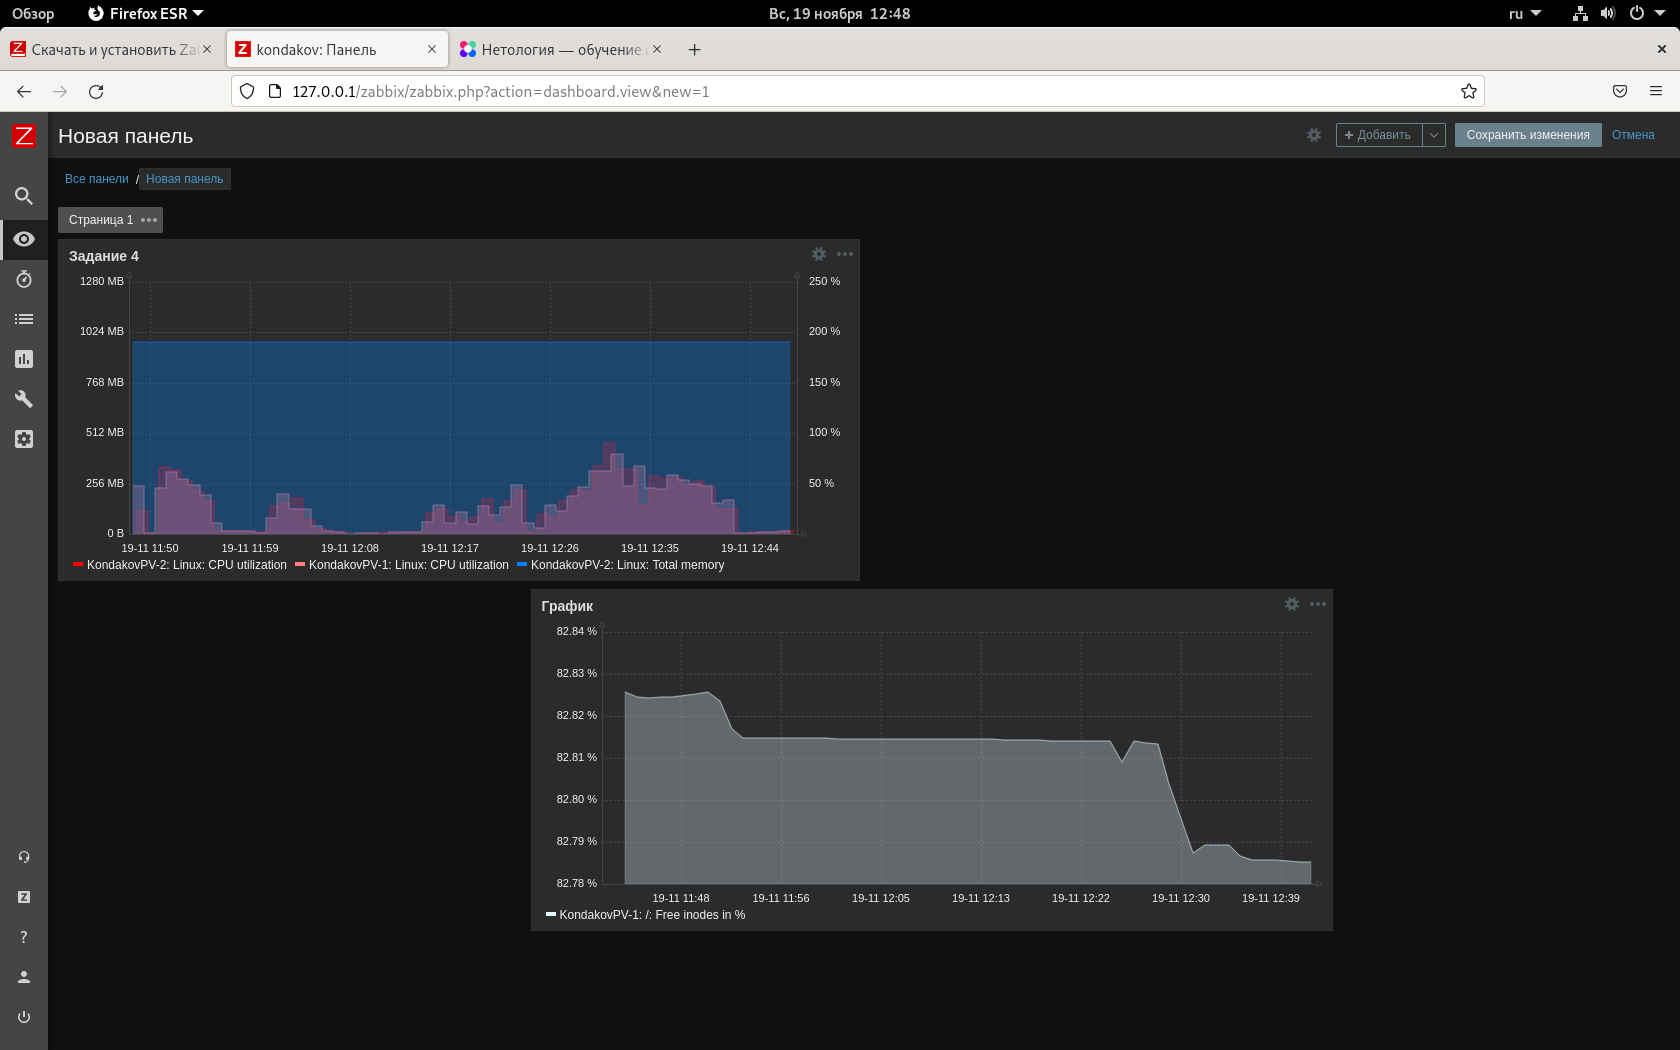 Обзор Firefox ESR Вс, 19 ноября 12:48 ru
Скачать и установить Za kondakov: Панель Нетология — обучение
127.0.0.1/zabbix/zabbix.php?action=dashboard.view&new=1
Z Новая панель + Добавить Сохранить изменения Отмена
Все панели / Новая панель
Страница 1
Задание 4
1280 MB 250 %
1024 MB 200 %
768 MB 150 %
512 MB 100 %
256 MB 50 %
0 B
19-11 11:50 19-11 11:59 19-11 12:08 19-11 12:17 19-11 12:26 19-11 12:35 19-11 12:44
KondakovPV-2: Linux: CPU utilization KondakovPV-1: Linux: CPU utilization KondakovPV-2: Linux: Total memory
График
82.84 %
82.83 %
82.82 %
82.81 %
82.80 %
82.79 %
82.78 %
19-11 11:48 19-11 11:56 19-11 12:05 19-11 12:13 19-11 12:22 19-11 12:30 19-11 12:39
KondakovPV-1: /: Free inodes in %
Z
?